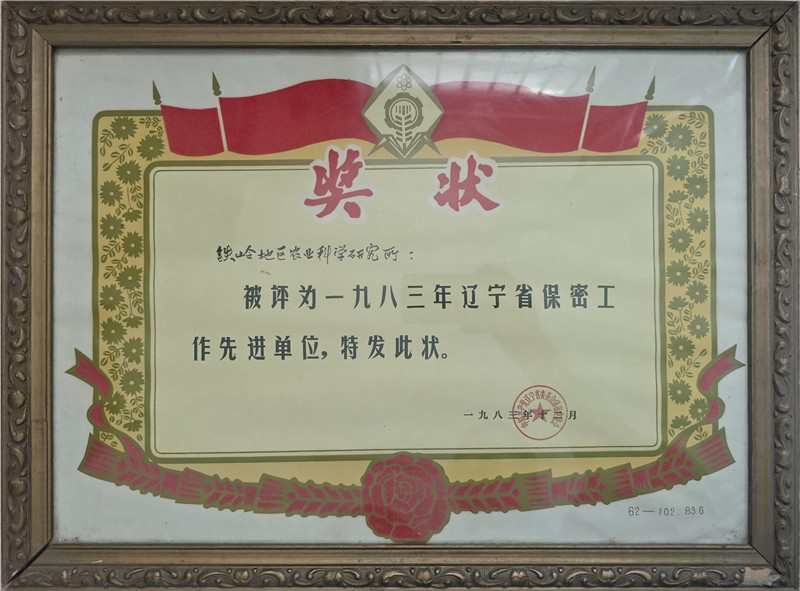 奖状
铁岭地区农业科学研究所：
被评为一九八三年辽宁省保密工
作先进单位，特发此状。
一九八三年十二月
62—102.83.6